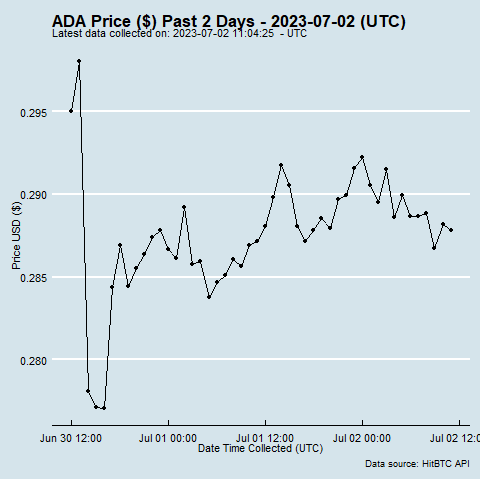 ADA Price ($) Past 2 Days - 2023-07-02 (UTC)
Latest data collected on: 2023-07-02 11:04:25 - UTC
0.295
0.290
0.285
0.280
Price USD ($)
Jun 30 12:00 Jul 01 00:00 Jul 01 12:00 Jul 02 00:00 Jul 02 12:00
Date Time Collected (UTC)
Data source: HitBTC API